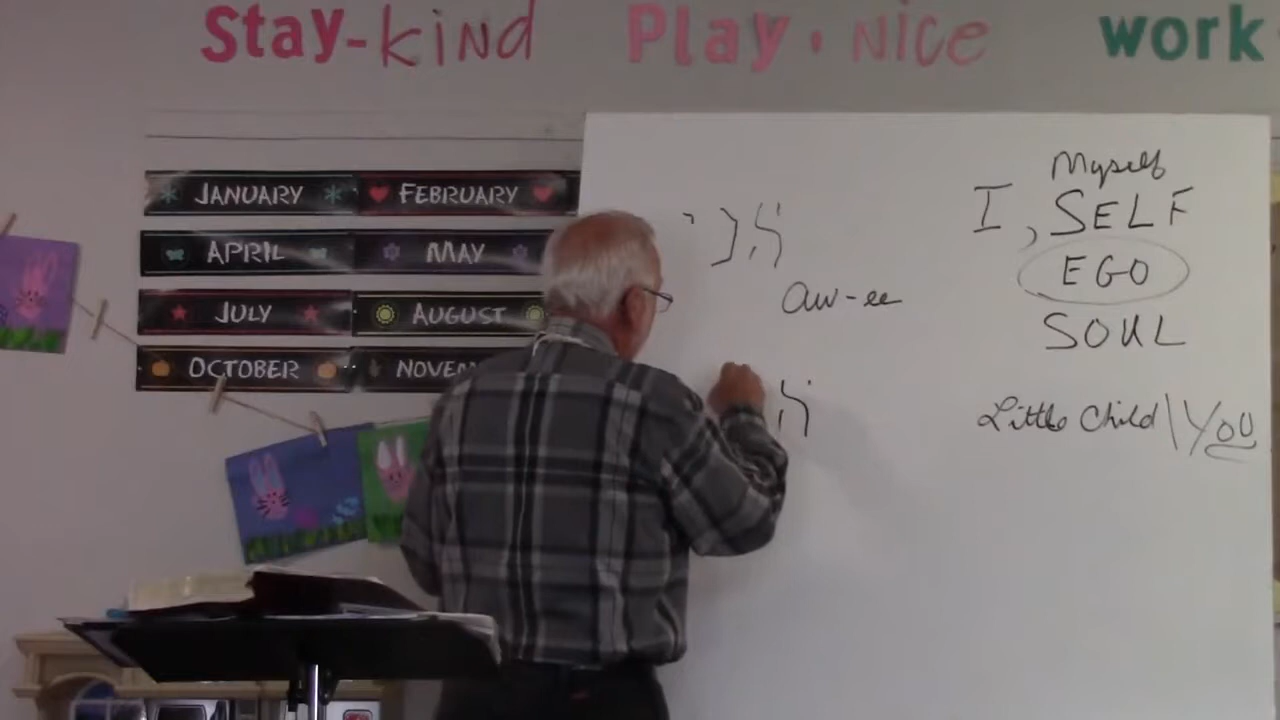 Stay-kind Play · nice work
JANUARY FEBRUARY
APRIL MAY
JULY AUGUST
OCTOBER
Myself
I, SELF
EGO
aw-ee
SOUL
Little Child \ YOU